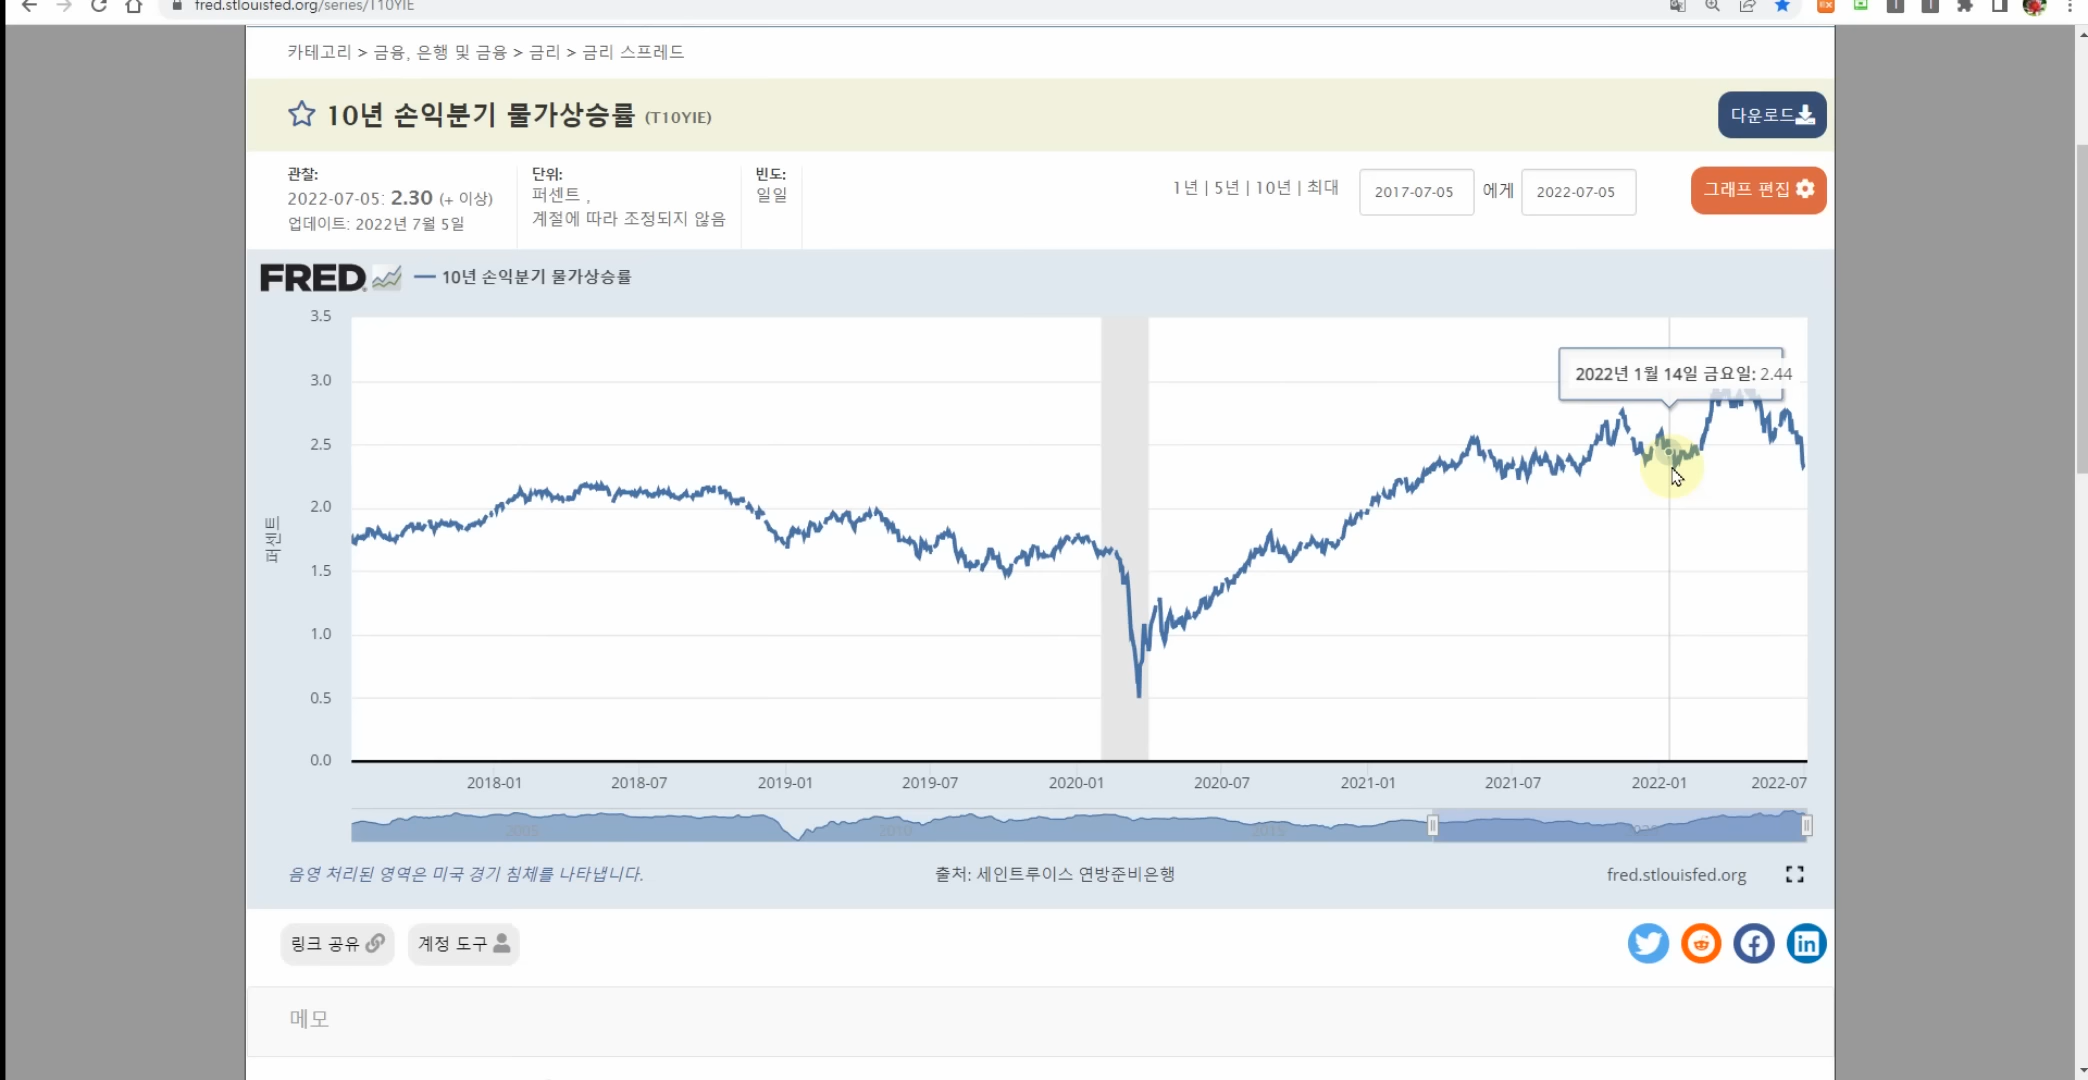 fred.stlouisfed.org/series/T10YIE
카테고리 > 금융, 은행 및 금융 > 금리 > 금리 스프레드
10년 손익분기 물가상승률 (T10YIE)
다운로드
관찰:
2022-07-05: 2.30 (+ 이상)
업데이트: 2022년 7월 5일
단위:
퍼센트 ,
계절에 따라 조정되지 않음
빈도:
일일
1년 | 5년 | 10년 | 최대
2017-07-05 에게 2022-07-05
그래프 편집
FRED 10년 손익분기 물가상승률
3.5
3.0
2.5
2.0
1.5
1.0
0.5
0.0
퍼센트
2022년 1월 14일 금요일: 2.44
2018-01 2018-07 2019-01 2019-07 2020-01 2020-07 2021-01 2021-07 2022-01 2022-07
2005 2010 2015
음영 처리된 영역은 미국 경기 침체를 나타냅니다.
출처: 세인트루이스 연방준비은행
fred.stlouisfed.org
링크 공유
계정 도구
메모